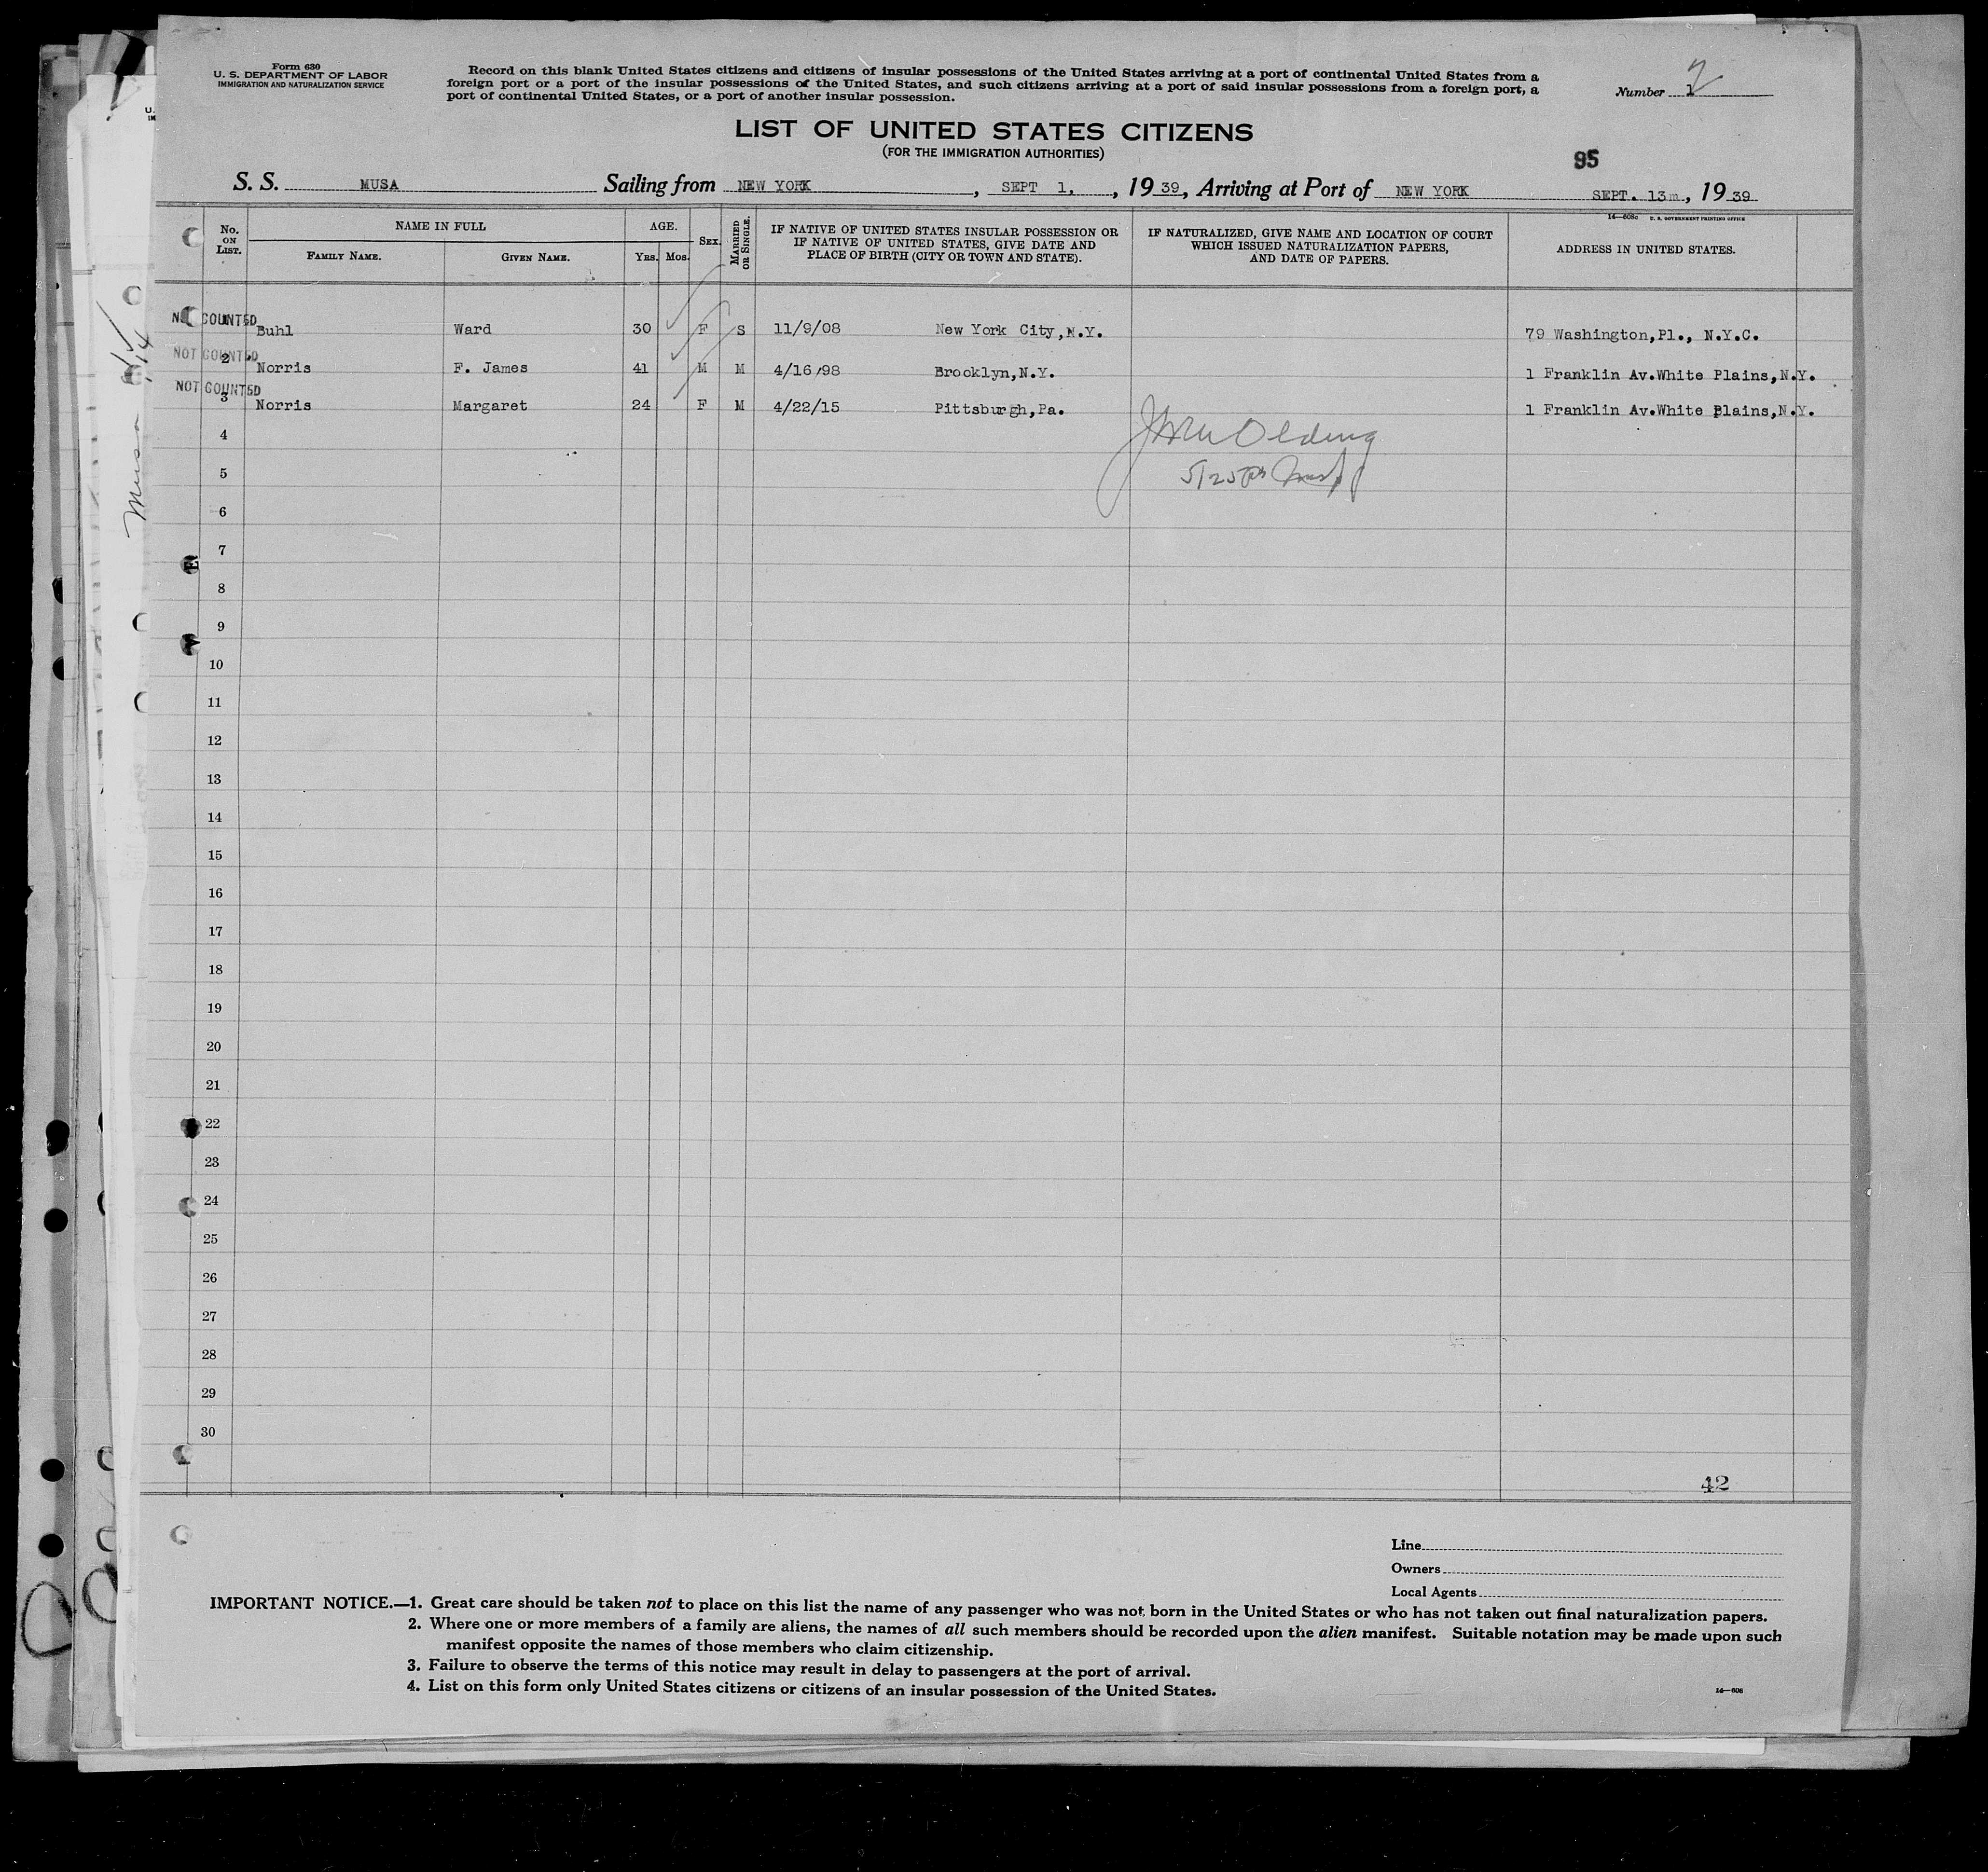 Form 630
U. S. DEPARTMENT OF LABOR
IMMIGRATION AND NATURALIZATION SERVICE
Record on this blank United States citizens and citizens of insular possessions of the United States arriving at a port of continental United States from a
foreign port or a port of the insular possessions of the United States, and such citizens arriving at a port of said insular possessions from a foreign port, a
port of continental United States, or a port of another insular possession.
Number 1 2
LIST OF UNITED STATES CITIZENS
(FOR THE IMMIGRATION AUTHORITIES)
95
S. S. MUSA Sailing from NEW YORK, SEPT 1, , 19 39, Arriving at Port of NEW YORK SEPT. 13m, 19 39
14—608c U. S. GOVERNMENT PRINTING OFFICE
No. ON LIST.
NAME IN FULL
FAMILY NAME.
GIVEN NAME.
AGE.
YRS. MOS.
SEX.
MARRIED OR SINGLE.
IF NATIVE OF UNITED STATES INSULAR POSSESSION OR
IF NATIVE OF UNITED STATES, GIVE DATE AND
PLACE OF BIRTH (CITY OR TOWN AND STATE).
IF NATURALIZED, GIVE NAME AND LOCATION OF COURT
WHICH ISSUED NATURALIZATION PAPERS,
AND DATE OF PAPERS.
ADDRESS IN UNITED STATES.
COUNTED
1 Buhl Ward 30 F S 11/9/08 New York City, N.Y. 79 Washington,Pl., N.Y.C.
NOT COUNTED
2 Norris F. James 41 M M 4/16/98 Brooklyn,N.Y. 1 Franklin Av.White Plains,N.Y.
NOT COUNTED
3 Norris Margaret 24 F M 4/22/15 Pittsburgh,Pa. 1 Franklin Av.White Plains,N.Y.
4
5
6
7
8
9
10
11
12
13
14
15
16
17
18
19
20
21
22
23
24
25
26
27
28
29
30
42
Line
Owners
Local Agents
IMPORTANT NOTICE.—1. Great care should be taken not to place on this list the name of any passenger who was not born in the United States or who has not taken out final naturalization papers.
2. Where one or more members of a family are aliens, the names of all such members should be recorded upon the alien manifest. Suitable notation may be made upon such
manifest opposite the names of those members who claim citizenship.
3. Failure to observe the terms of this notice may result in delay to passengers at the port of arrival.
4. List on this form only United States citizens or citizens of an insular possession of the United States.
14—608
Musa